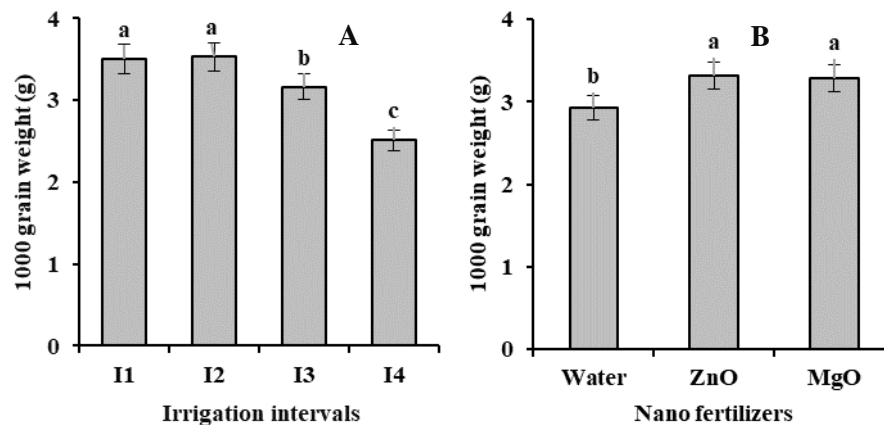 A
1000 grain weight (g)
4
3
2
1
0
a
a
b
c
I1 I2 I3 I4
Irrigation intervals
B
1000 grain weight (g)
4
3
2
1
0
b
a
a
Water ZnO MgO
Nano fertilizers